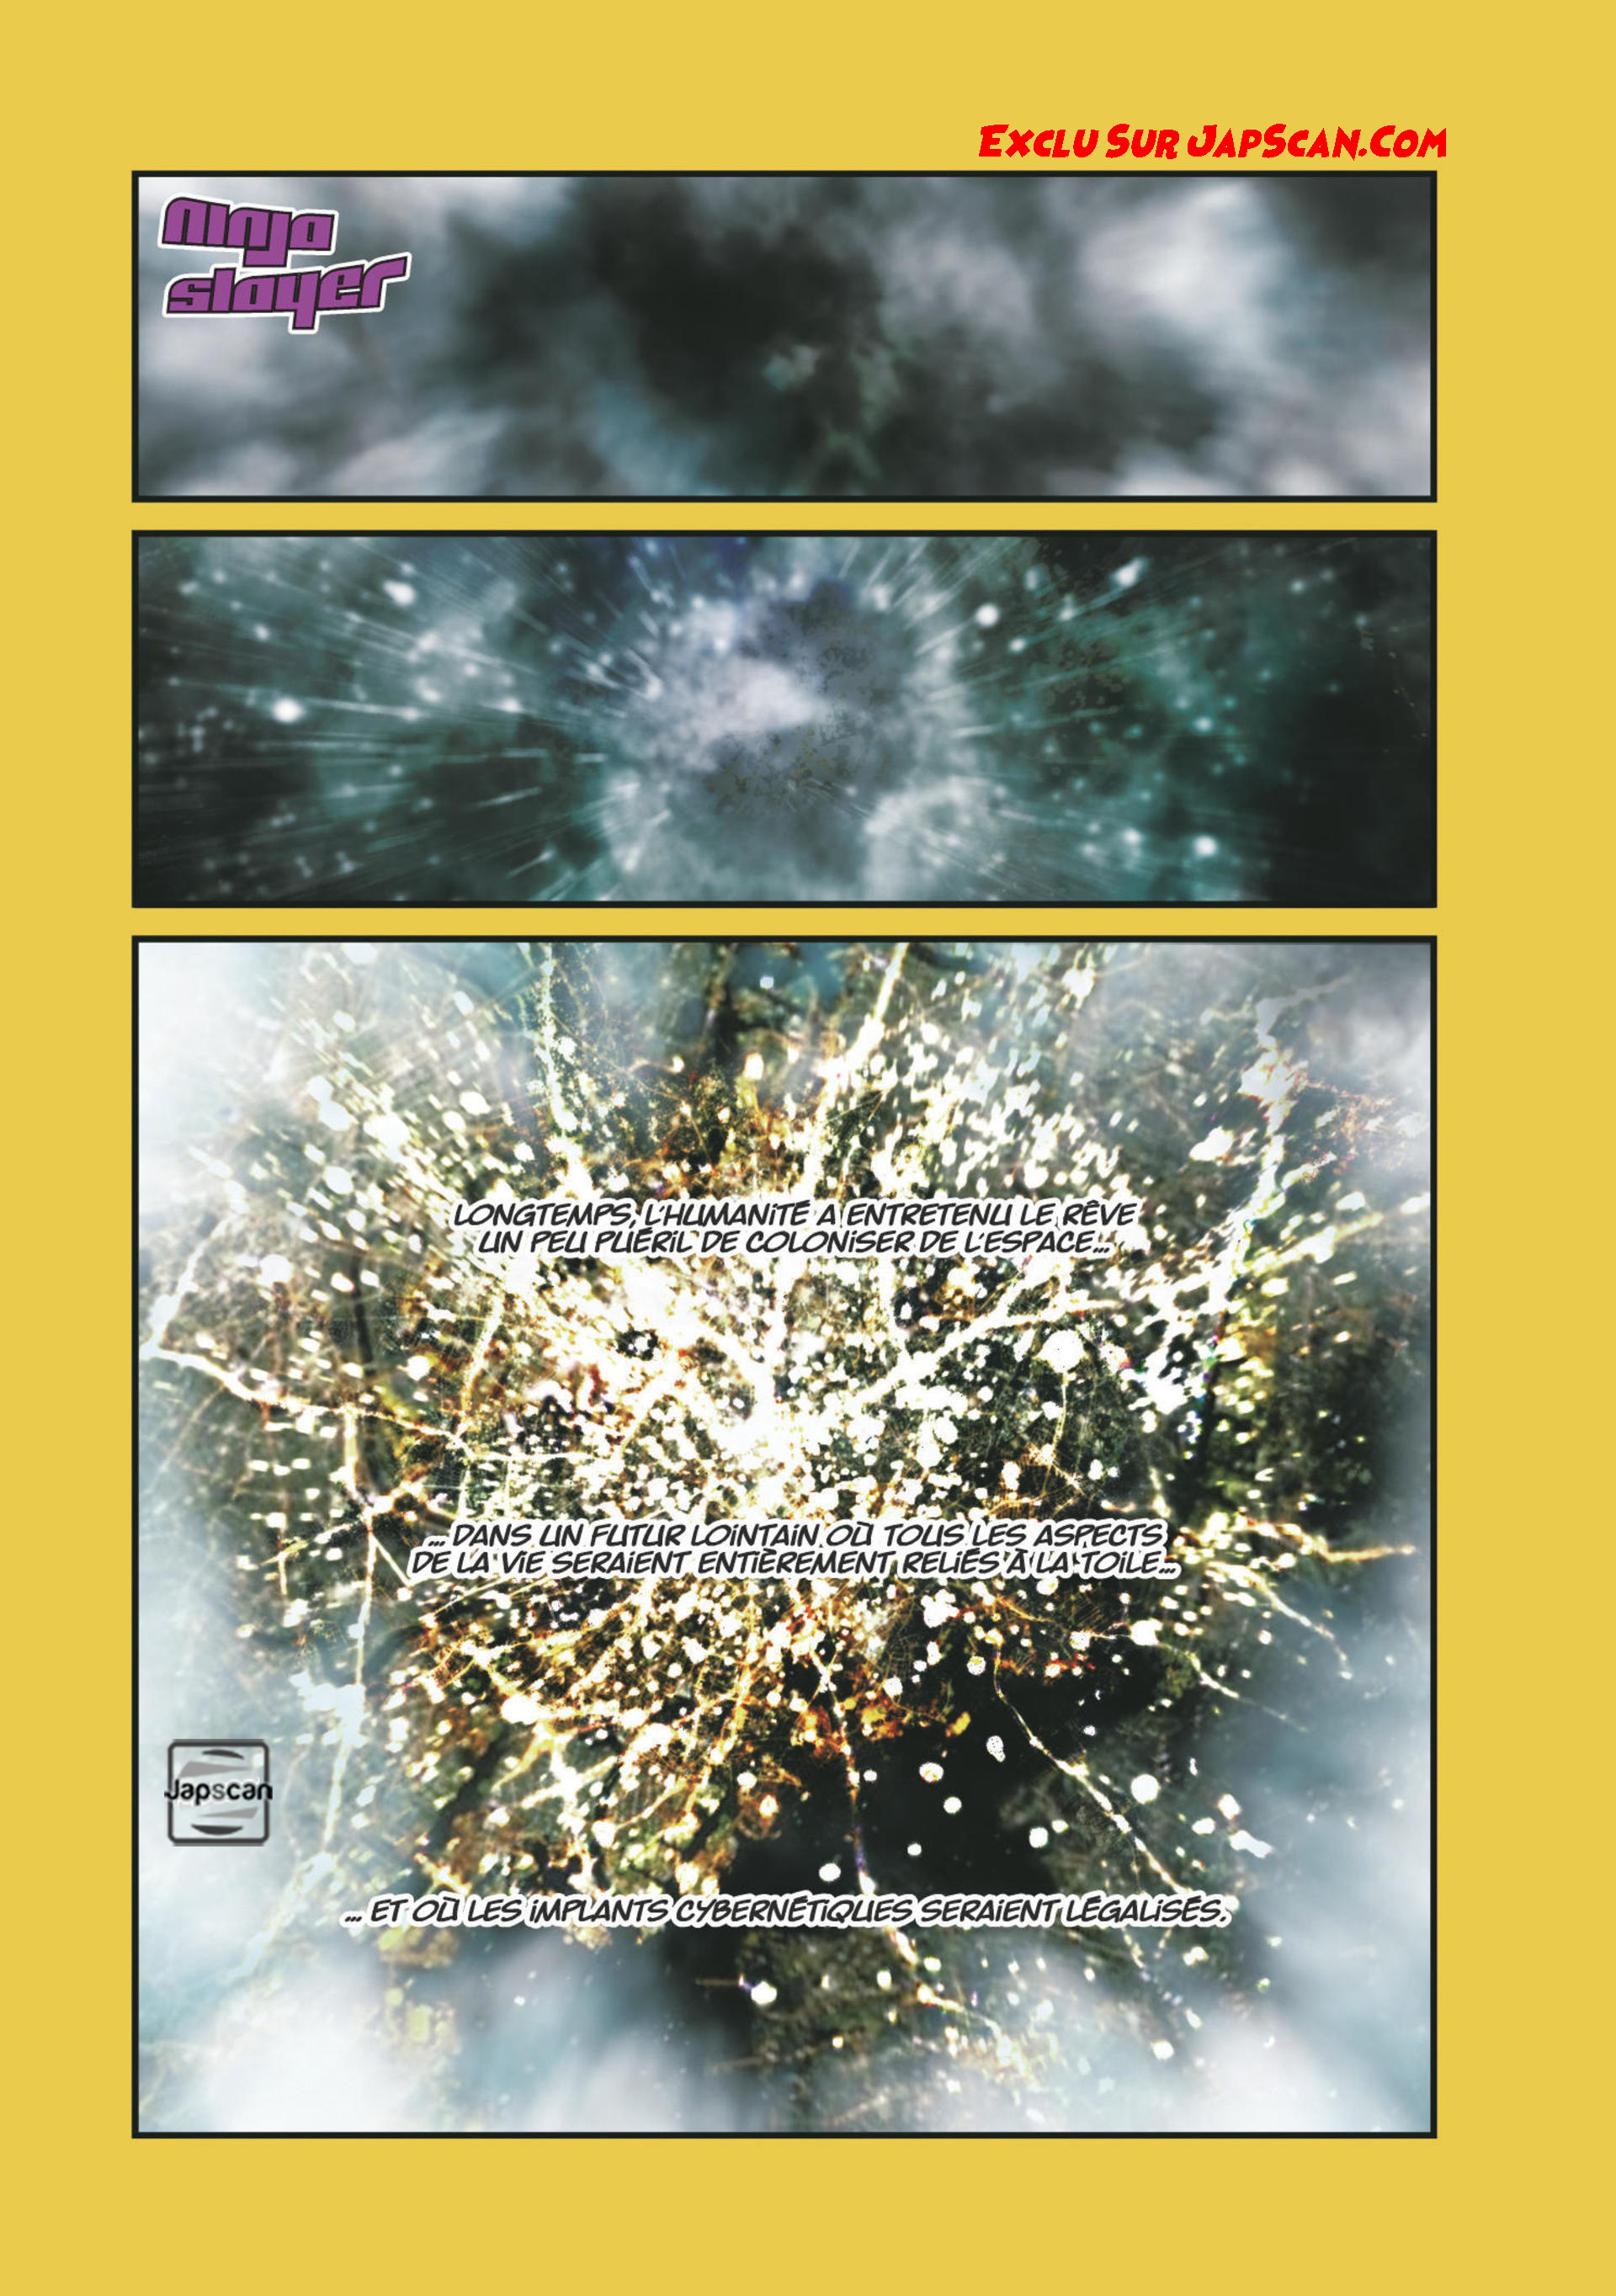 Exclu Sur JapScan.Com
Ninja
slayer
LONGTEMPS, L'HUMANITÉ A ENTRETENU LE RÊVE
UN PEU PUÉRIL DE COLONISER DE L'ESPACE...
... DANS UN FUTUR LOINTAIN OÙ TOUS LES ASPECTS
DE LA VIE SERAIENT ENTIÈREMENT RELIÉS À LA TOILE...
Japscan
... ET OÙ LES IMPLANTS CYBERNÉTIQUES SERAIENT LÉGALISÉS.